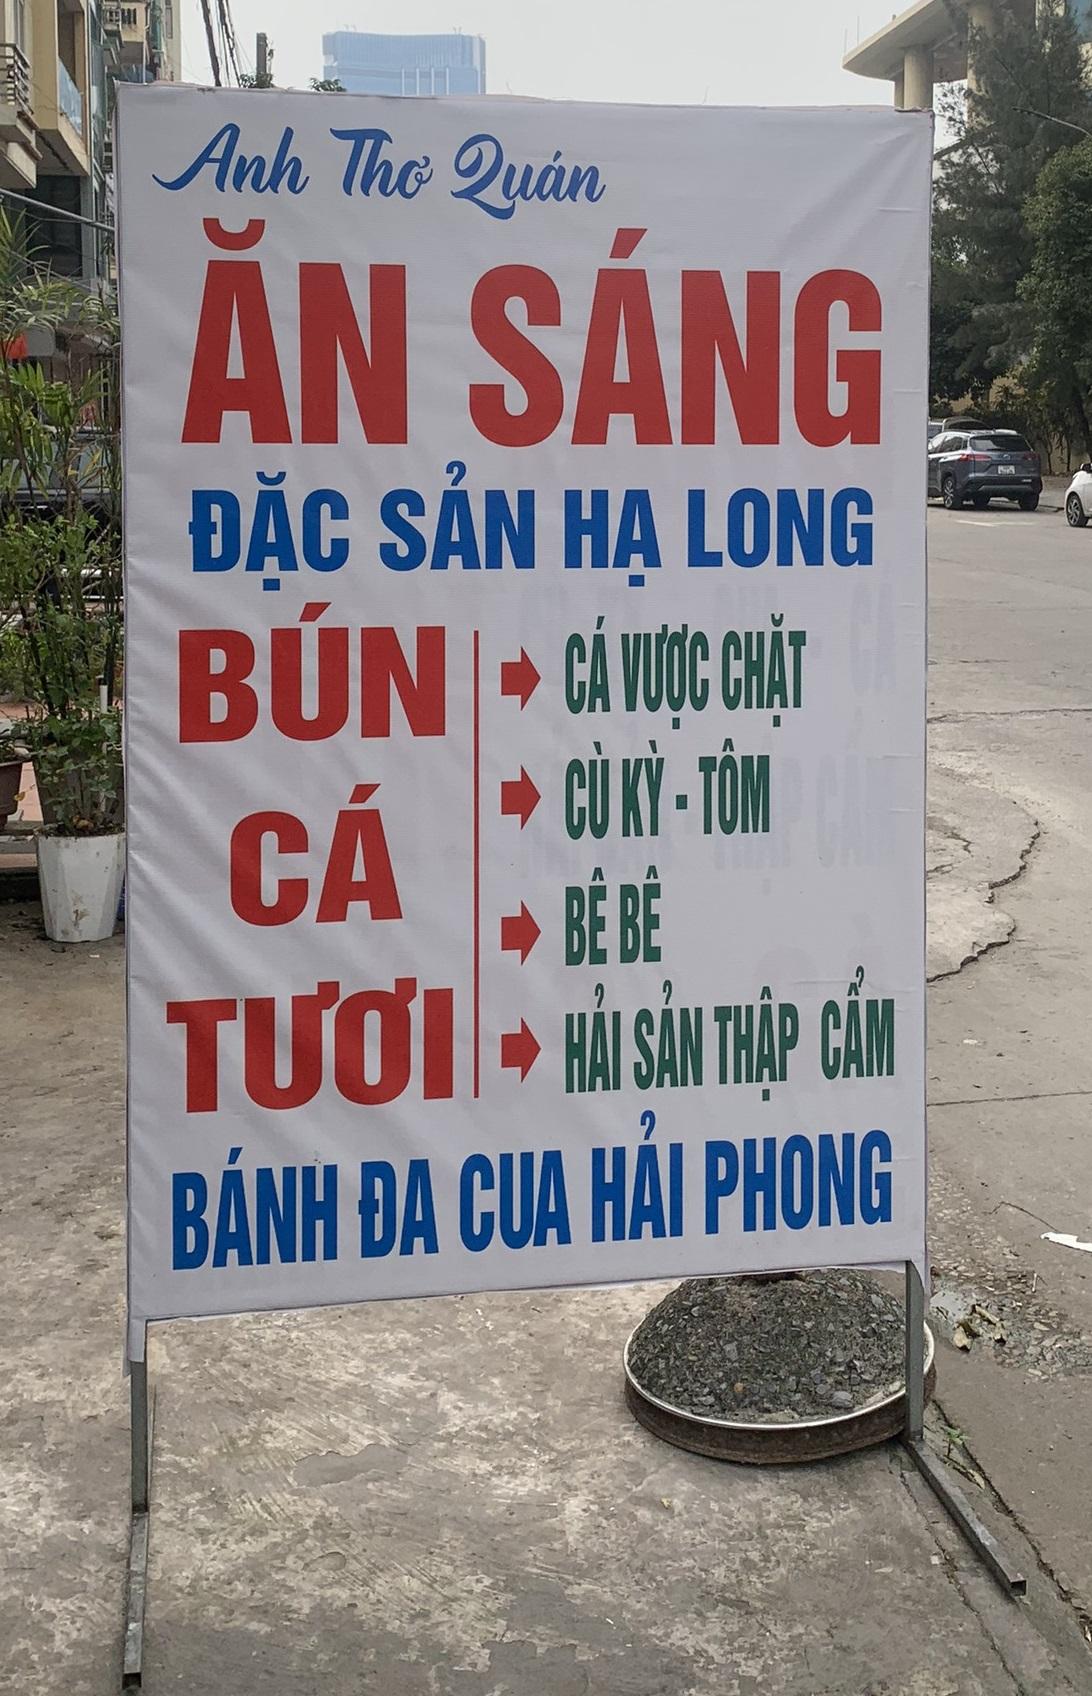 Anh Thơ Quán
ĂN SÁNG
ĐẶC SẢN HẠ LONG
BÚN
CÁ
TƯƠI
CÁ VƯỢC CHẶT
CÙ KỲ - TÔM
BÊ BÊ
HẢI SẢN THẬP CẨM
BÁNH ĐA CUA HẢI PHONG